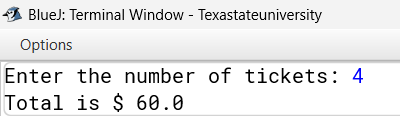 BlueJ: Terminal Window - Texastateuniversity
Options
Enter the number of tickets: 4
Total is $ 60.0